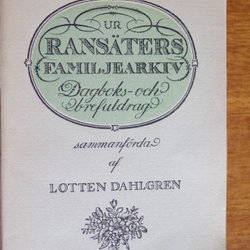 UR
RANSÄTERS
FAMILJEARKIV
Dagboks- och
brefutdrag
sammanförda
af
LOTTEN DAHLGREN